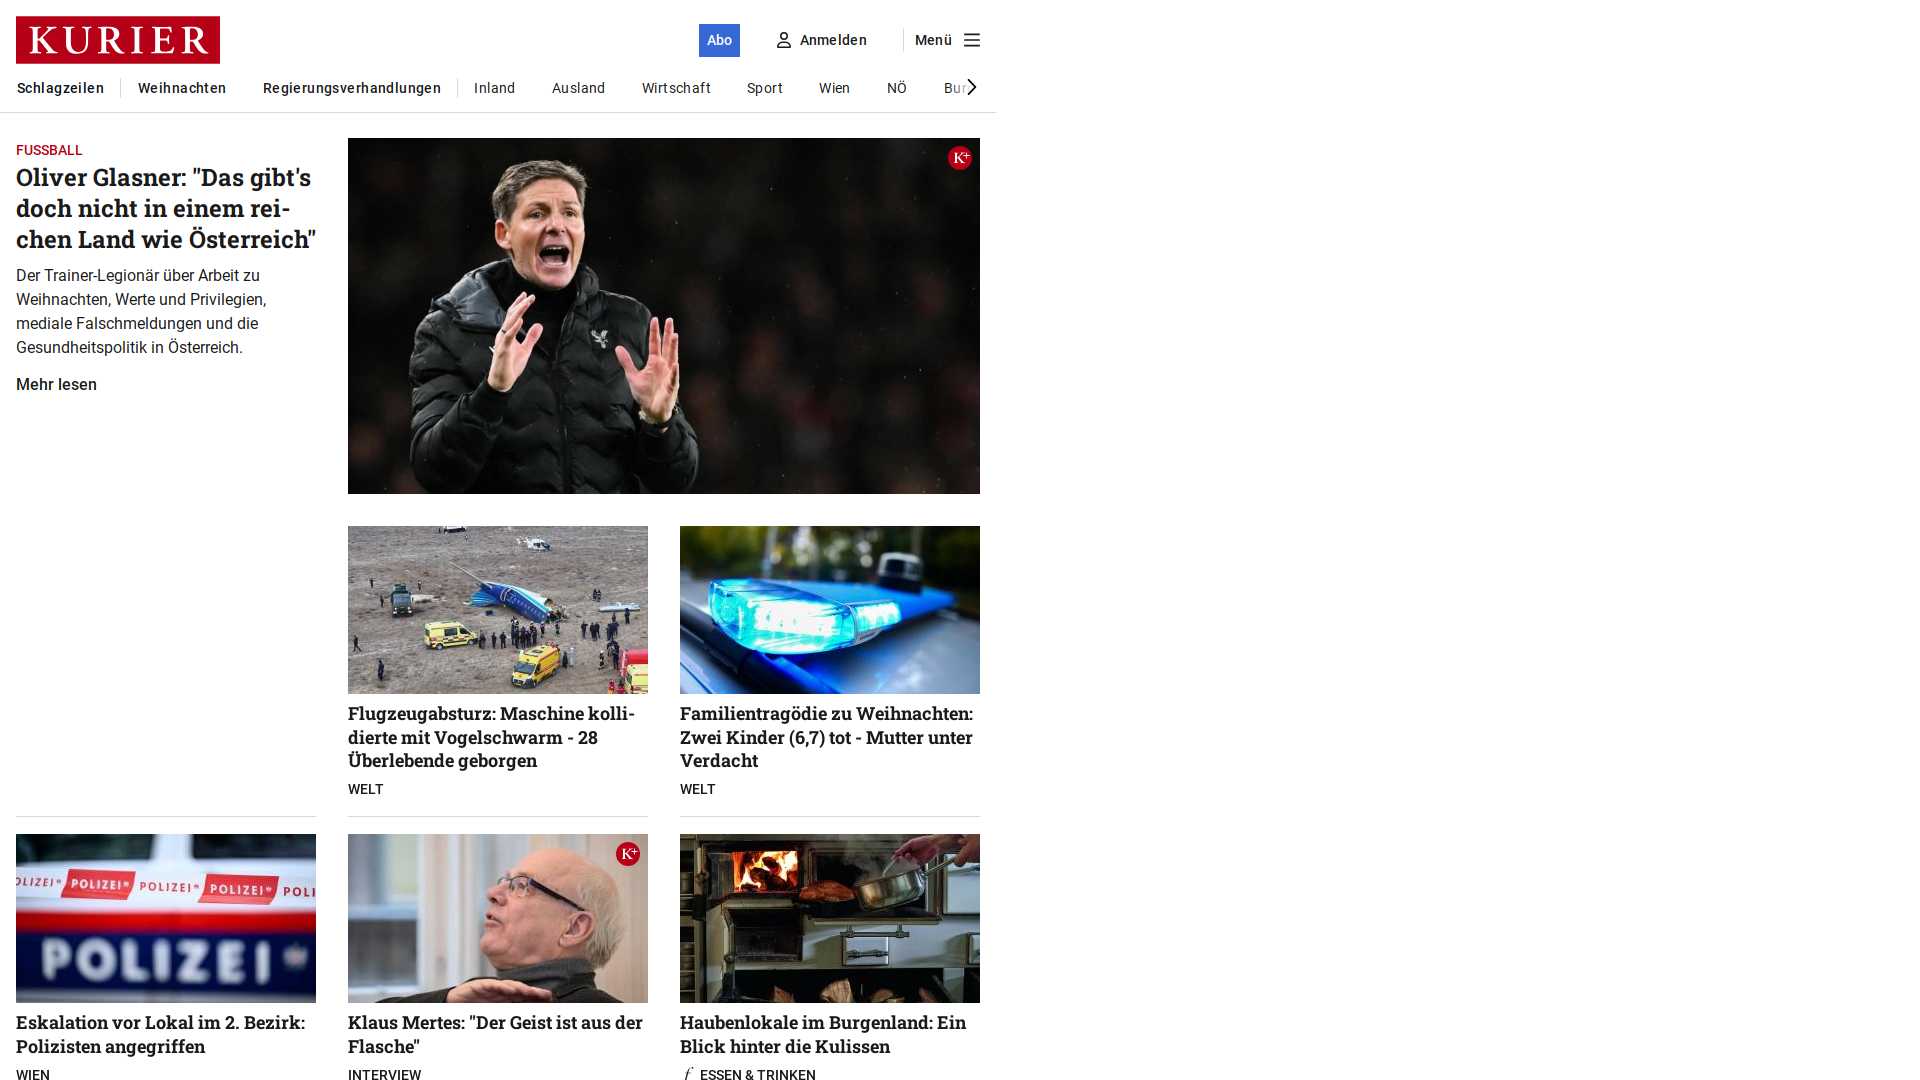 KURIER
Abo
Anmelden
Menü
Schlagzeilen
Weihnachten
Regierungsverhandlungen
Inland
Ausland
Wirtschaft
Sport
Wien
NÖ
FUSSBALL
Oliver Glasner: "Das gibt's
doch nicht in einem rei-
chen Land wie Österreich"
Der Trainer-Legionär über Arbeit zu
Weihnachten, Werte und Privilegien,
mediale Falschmeldungen und die
Gesundheitspolitik in Österreich.
Mehr lesen
K+
Flugzeugabsturz: Maschine kolli-
dierte mit Vogelschwarm - 28
Überlebende geborgen
WELT
Familientragödie zu Weihnachten:
Zwei Kinder (6,7) tot - Mutter unter
Verdacht
WELT
POLIZEI POLIZEI POLIZEI POLIZEI
POLIZEI
Eskalation vor Lokal im 2. Bezirk:
Polizisten angegriffen
WIEN
K+
Klaus Mertes: "Der Geist ist aus der
Flasche"
INTERVIEW
Haubenlokale im Burgenland: Ein
Blick hinter die Kulissen
f ESSEN & TRINKEN